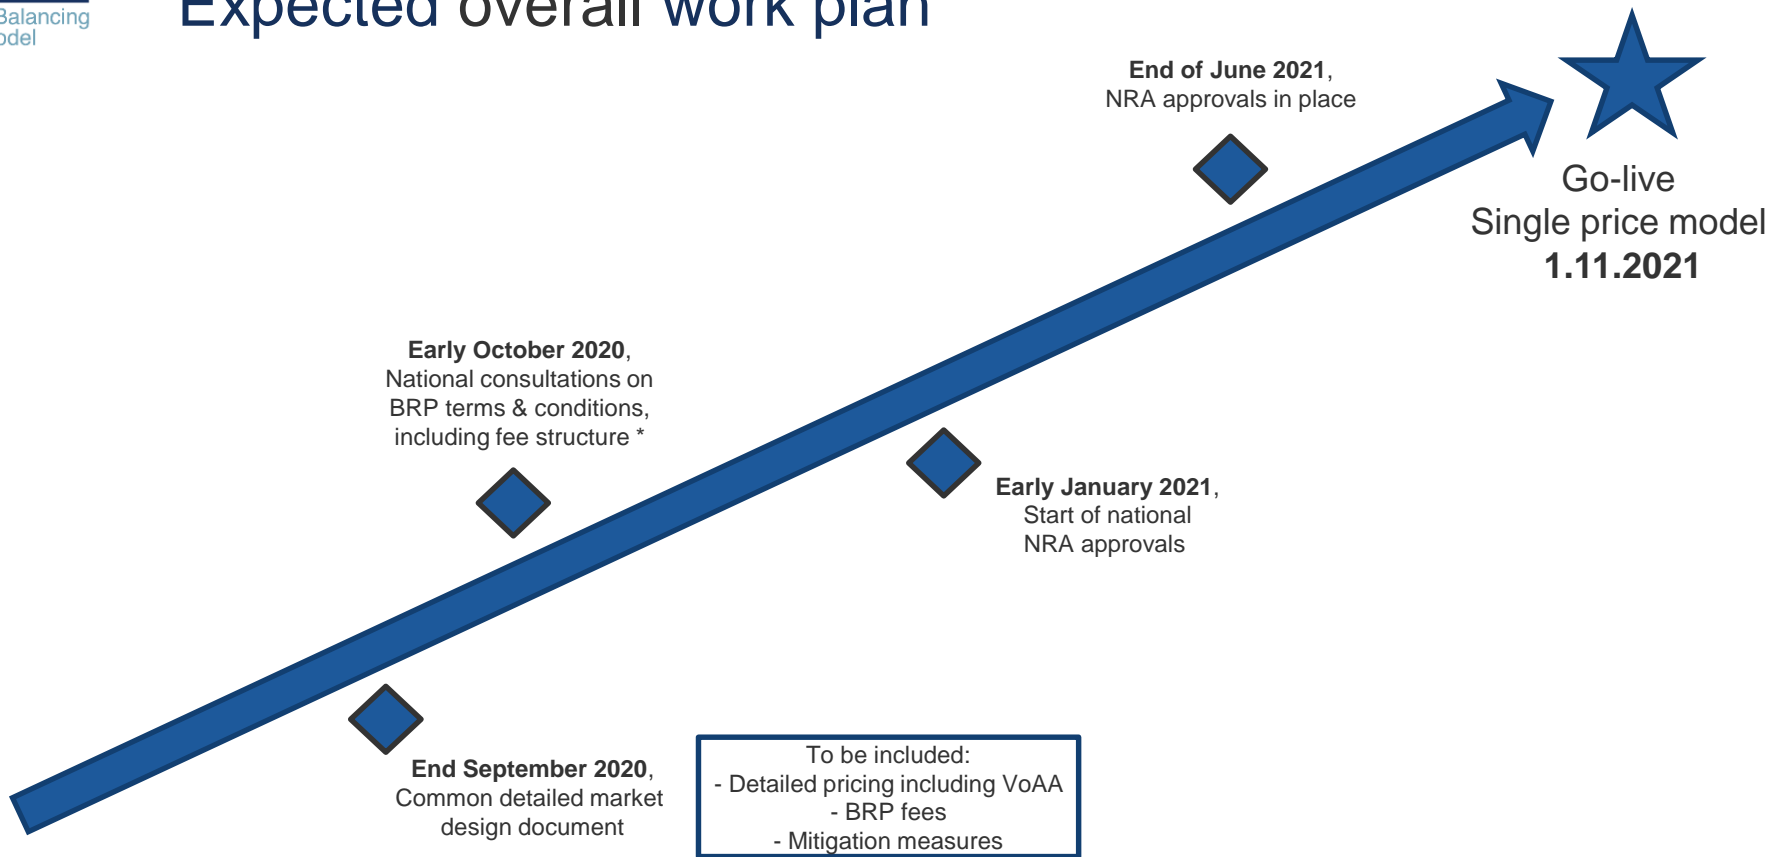 Balancing
Expected overall work plan
End of June 2021,
NRA approvals in place
Go-live
Single price model
1.11.2021
Early October 2020,
National consultations on
BRP terms & conditions,
including fee structure *
Early January 2021,
Start of national
NRA approvals
End September 2020,
Common detailed market
design document
To be included:
- Detailed pricing including VoAA
- BRP fees
- Mitigation measures